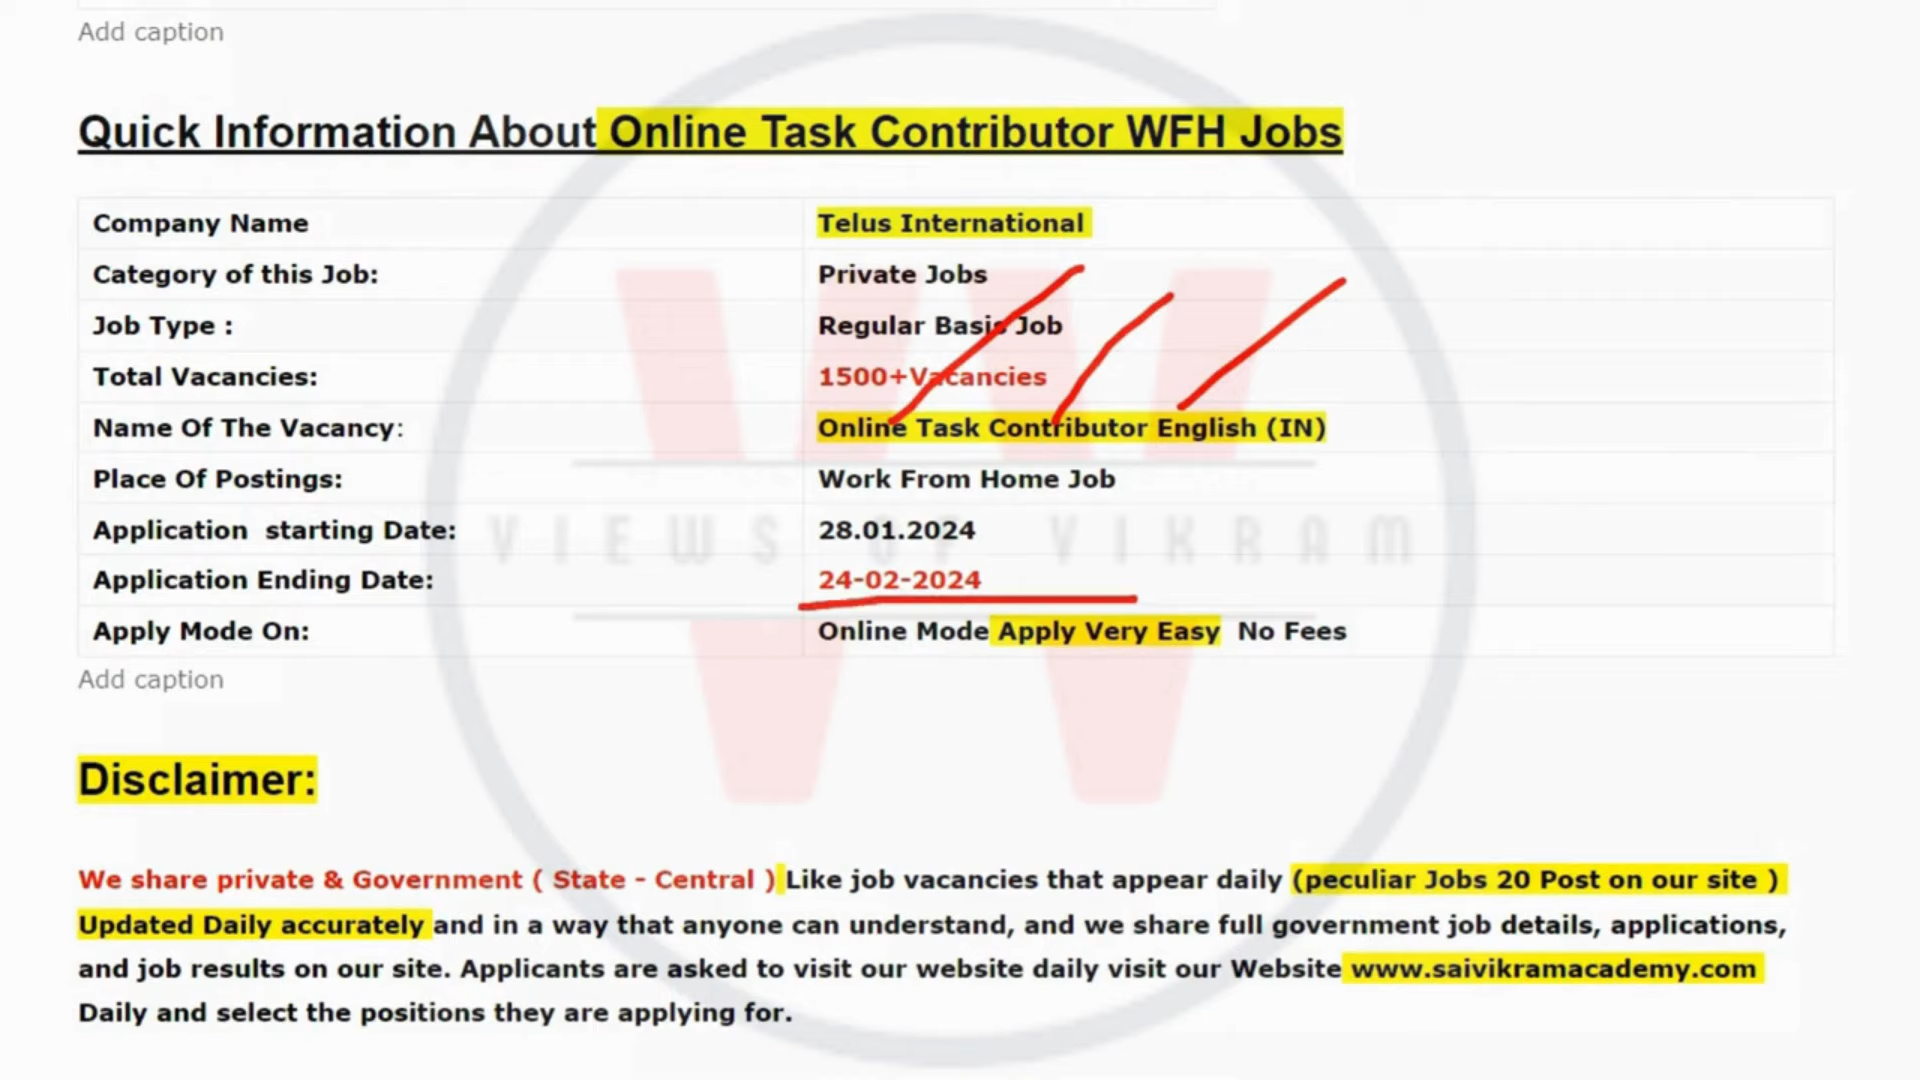 Add caption
Quick Information About Online Task Contributor WFH Jobs
Company Name Telus International
Category of this Job: Private Jobs
Job Type : Regular Basis Job
Total Vacancies: 1500+Vacancies
Name Of The Vacancy: Online Task Contributor English (IN)
Place Of Postings: Work From Home Job
Application starting Date: 28.01.2024
VIEWS OF VIKRAM
Application Ending Date: 24-02-2024
Apply Mode On: Online Mode Apply Very Easy No Fees
Add caption
Disclaimer:
We share private & Government ( State - Central ) Like job vacancies that appear daily (peculiar Jobs 20 Post on our site )
Updated Daily accurately and in a way that anyone can understand, and we share full government job details, applications,
and job results on our site. Applicants are asked to visit our website daily visit our Website www.saivikramacademy.com
Daily and select the positions they are applying for.